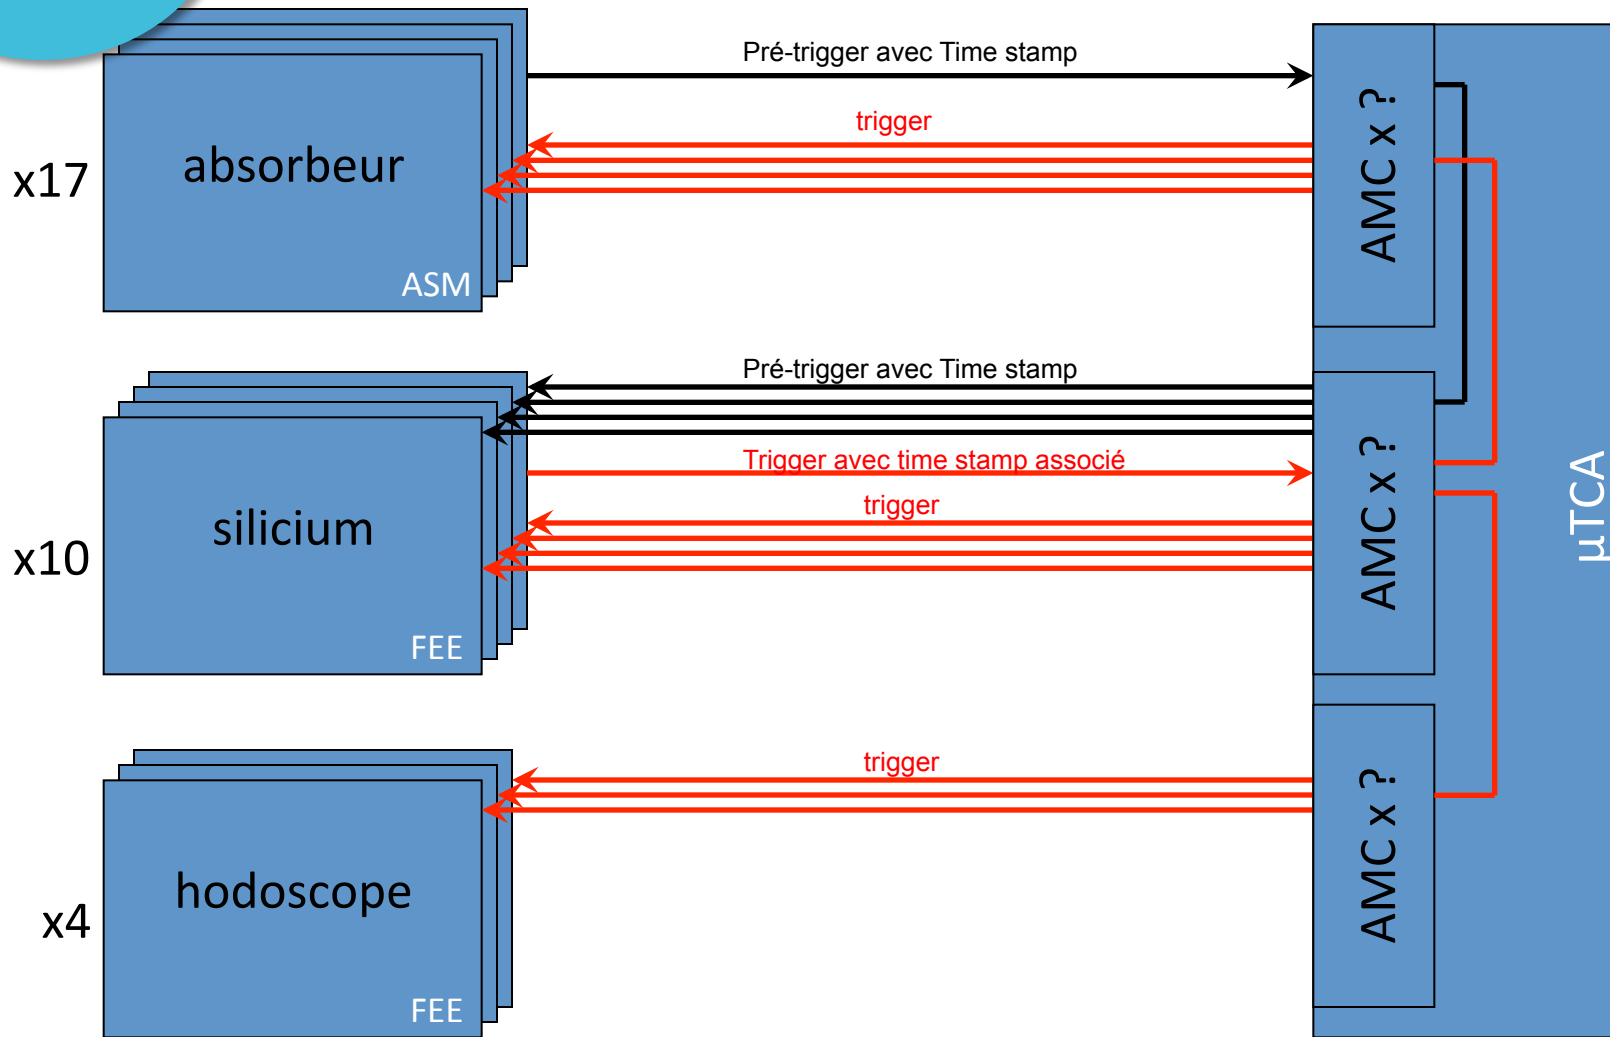 Pré-trigger avec Time stamp
trigger
x17
absorbeur
ASM
AMC x ?
Pré-trigger avec Time stamp
Trigger avec time stamp associé
trigger
x10
silicium
FEE
AMC x ?
µTCA
trigger
x4
hodoscope
FEE
AMC x ?